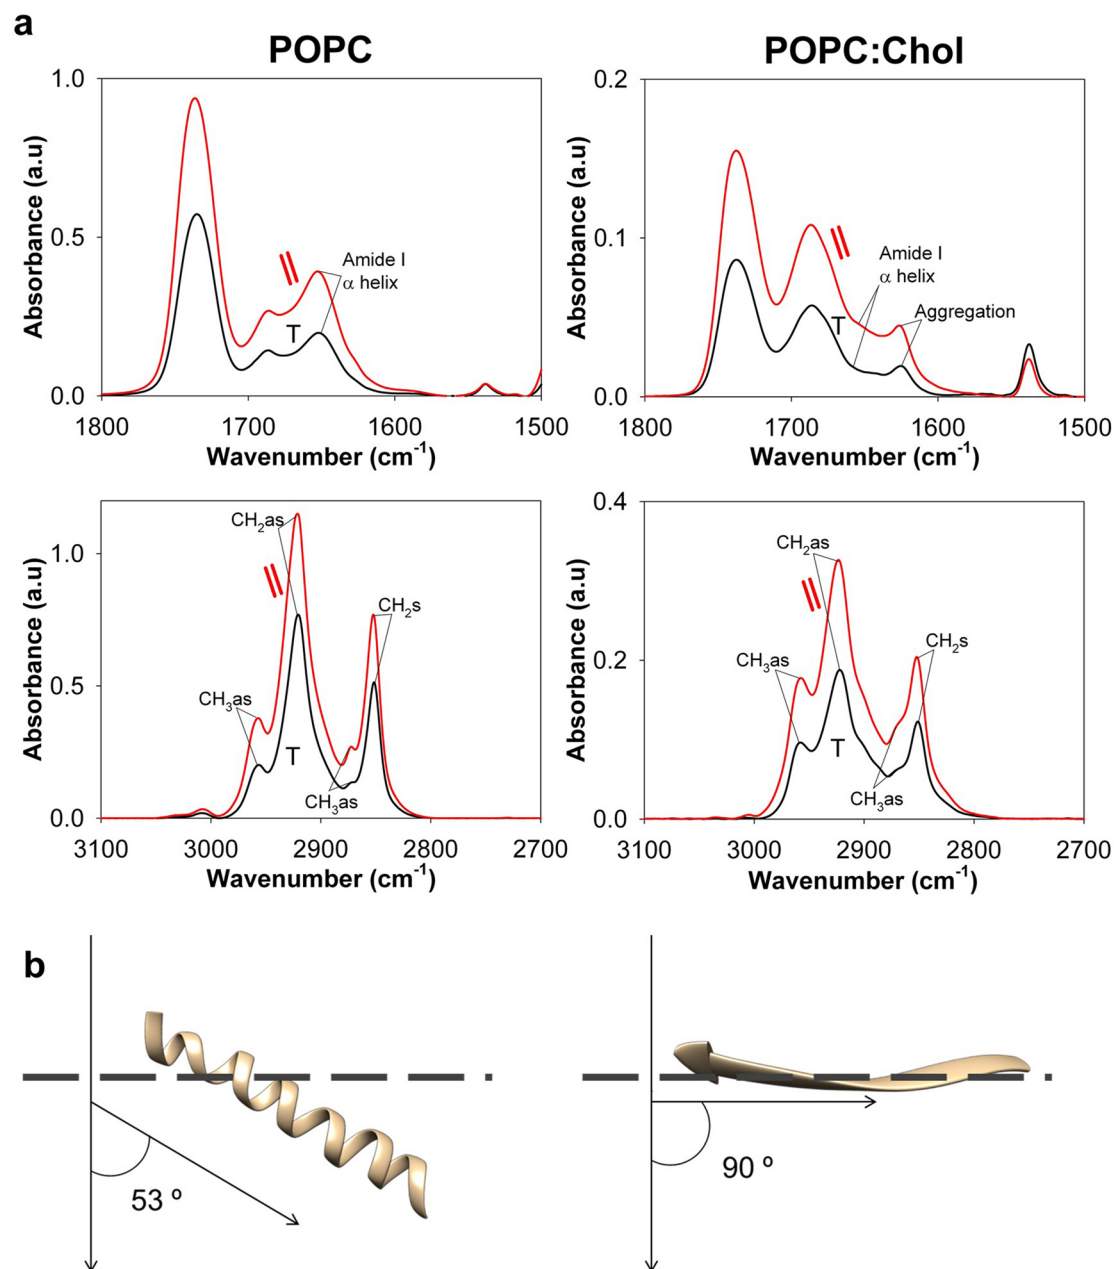 a
POPC
POPC:Chol
1.0
0.5
0.0
Absorbance (a.u)
//
T
Amide I
α helix
1800 1700 1600 1500
Wavenumber (cm⁻¹)
0.2
0.1
0.0
Absorbance (a.u)
//
T
Amide I
α helix
Aggregation
1800 1700 1600 1500
Wavenumber (cm⁻¹)
1.0
0.5
0.0
Absorbance (a.u)
CH₂as
//
CH₂s
CH₃as
T
CH₃as
3100 3000 2900 2800 2700
Wavenumber (cm⁻¹)
0.4
0.2
0.0
Absorbance (a.u)
CH₂as
//
CH₂s
CH₃as
T
CH₃as
3100 3000 2900 2800 2700
Wavenumber (cm⁻¹)
b
53 º
90 º